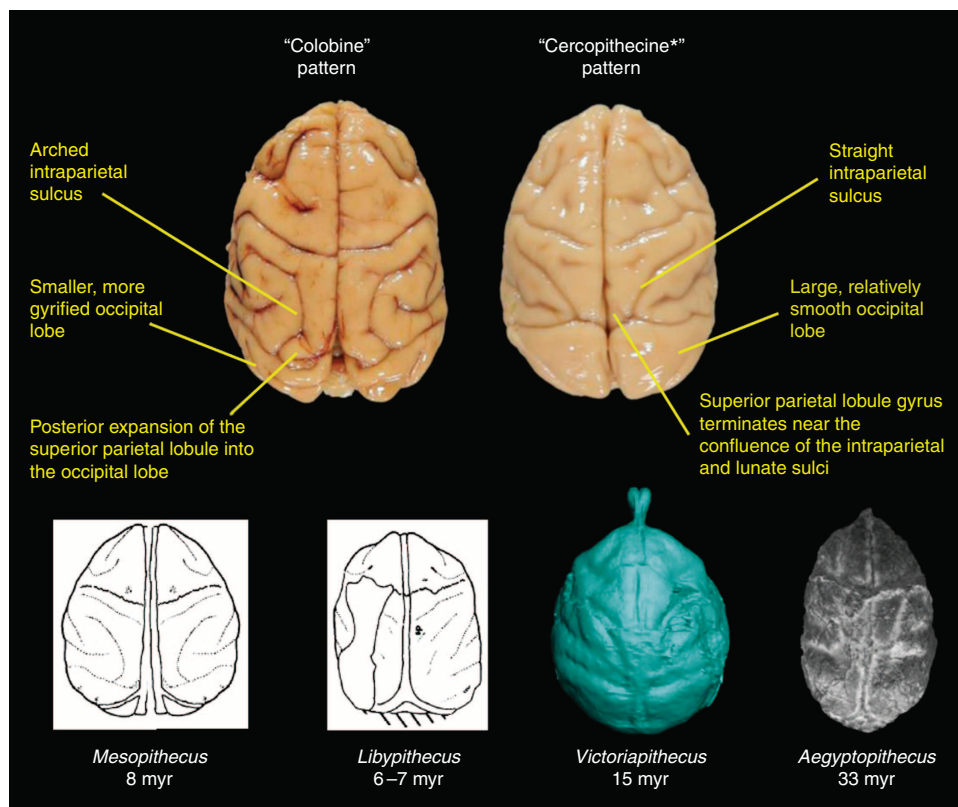 “Colobine”
pattern
“Cercopithecine*”
pattern
Arched
intraparietal
sulcus
Straight
intraparietal
sulcus
Smaller, more
gyrified occipital
lobe
Large, relatively
smooth occipital
lobe
Posterior expansion of the
superior parietal lobule into
the occipital lobe
Superior parietal lobule gyrus
terminates near the
confluence of the intraparietal
and lunate sulci
Mesopithecus
8 myr
Libypithecus
6–7 myr
Victoriapithecus
15 myr
Aegyptopithecus
33 myr